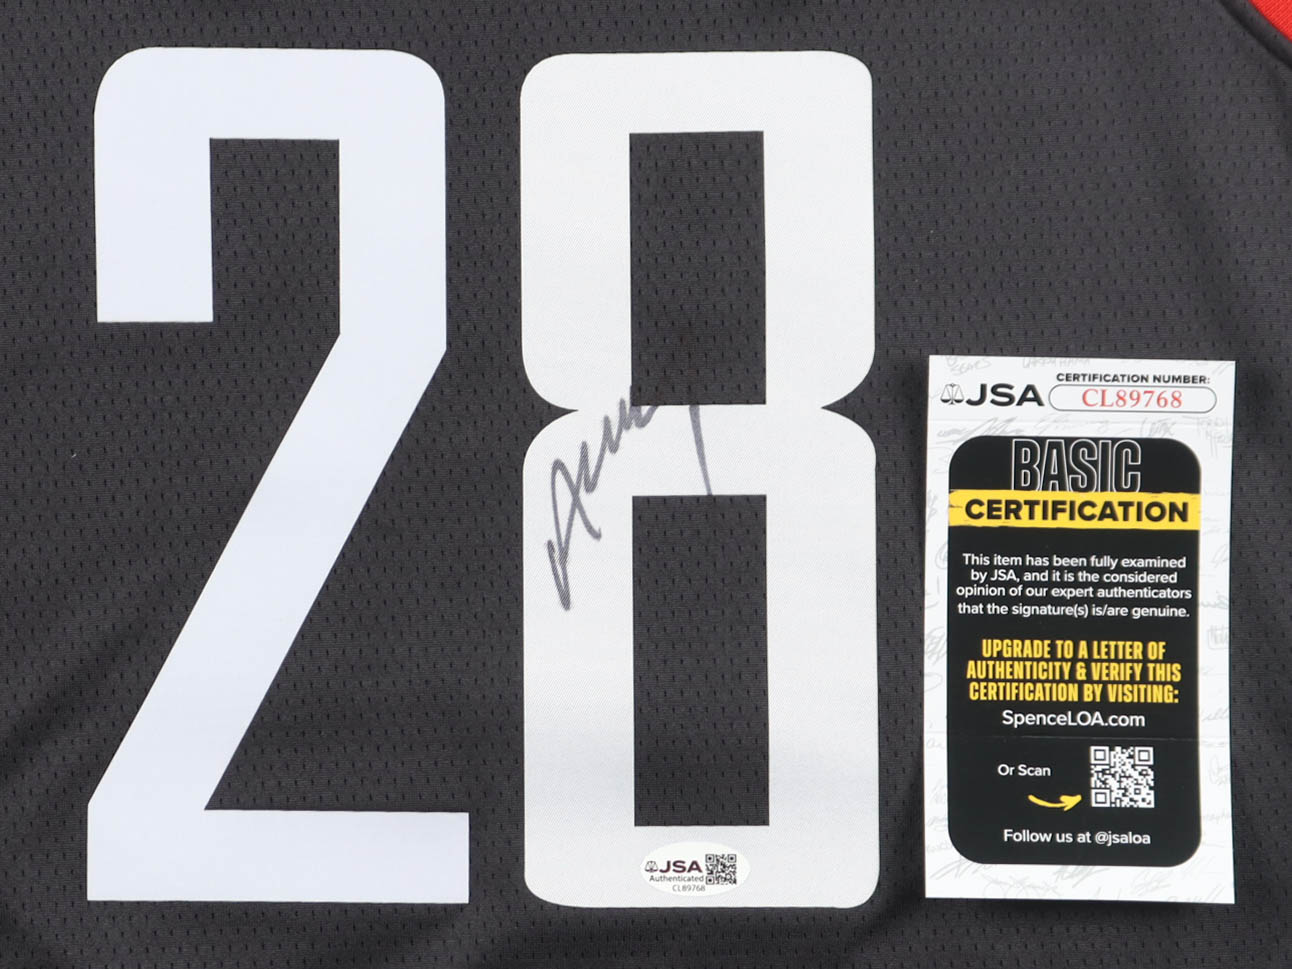 28
JSA
CERTIFICATION NUMBER:
CL89768
BASIC
CERTIFICATION
This item has been fully examined
by JSA, and it is the considered
opinion of our expert authenticators
that the signature(s) is/are genuine.
UPGRADE TO A LETTER OF
AUTHENTICITY & VERIFY THIS
CERTIFICATION BY VISITING:
SpenceLOA.com
Or Scan
Follow us at @jsaloa
JSA
Authenticated
CL89768